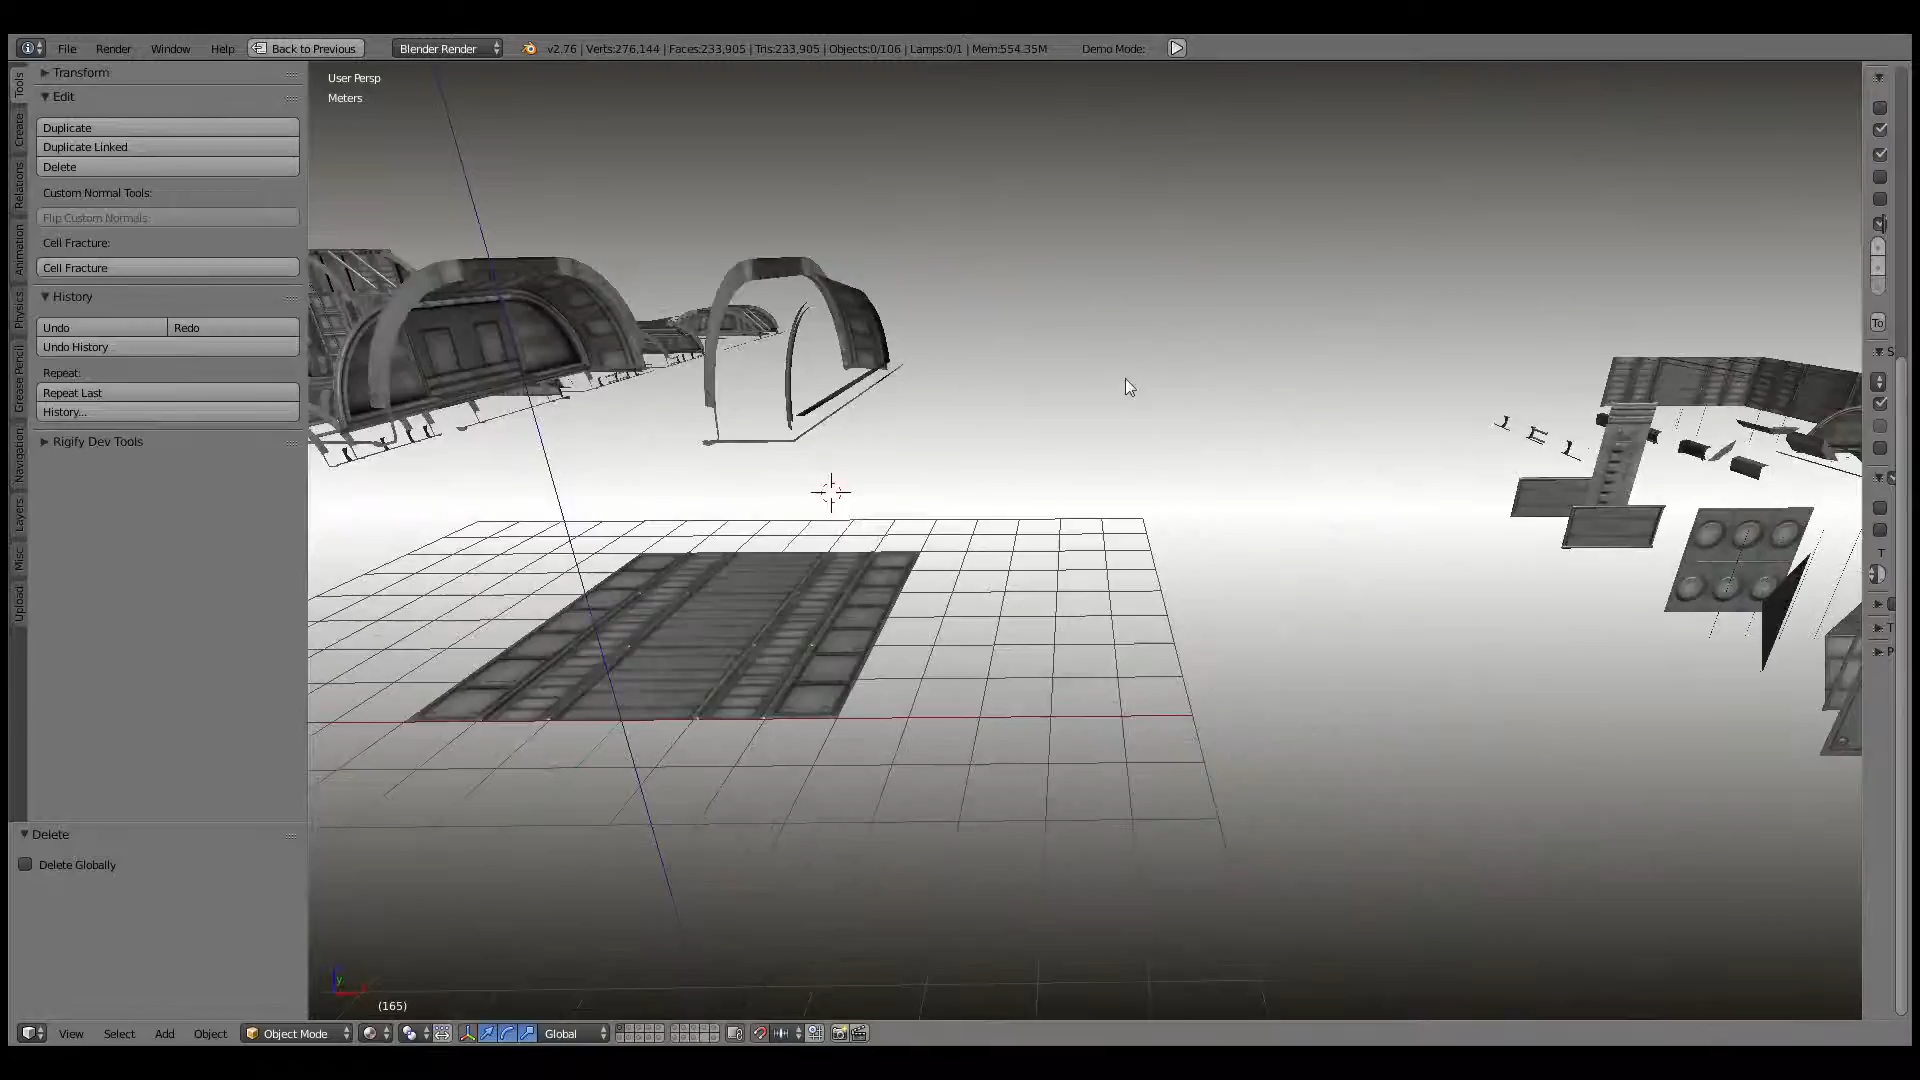 File Render Window Help Back to Previous Blender Render v2.76 | Verts:276,144 | Faces:233,905 | Tris:233,905 | Objects:0/106 | Lamps:0/1 | Mem:554.35M Demo Mode:
Tools
Create
Relations
Animation
Physics
Grease Pencil
Navigation
Layers
Misc
Upload
Transform
Edit
Duplicate
Duplicate Linked
Delete
Custom Normal Tools:
Flip Custom Normals
Cell Fracture:
Cell Fracture
History
Undo Redo
Undo History
Repeat:
Repeat Last
History...
Rigify Dev Tools
Delete
Delete Globally
User Persp
Meters
y
(165)
To
S
T
T
P
View Select Add Object Object Mode Global